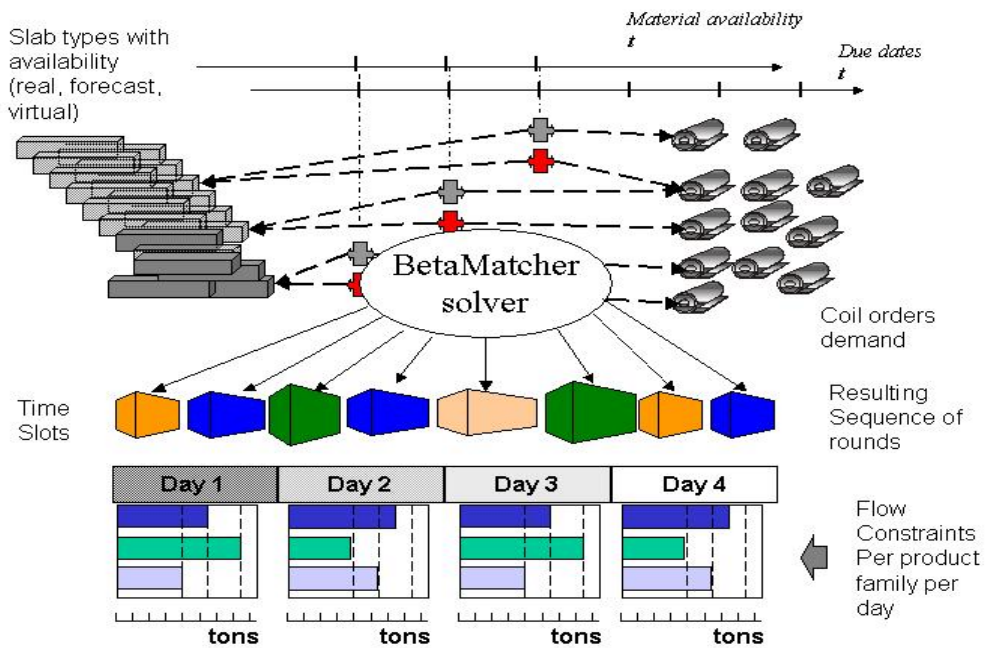 Material availability
t
Due dates
t
Slab types with
availability
(real, forecast,
virtual)
BetaMatcher
solver
Coil orders
demand
Time
Slots
Resulting
Sequence of
rounds
Day 1
Day 2
Day 3
Day 4
Flow
Constraints
Per product
family per
day
tons
tons
tons
tons